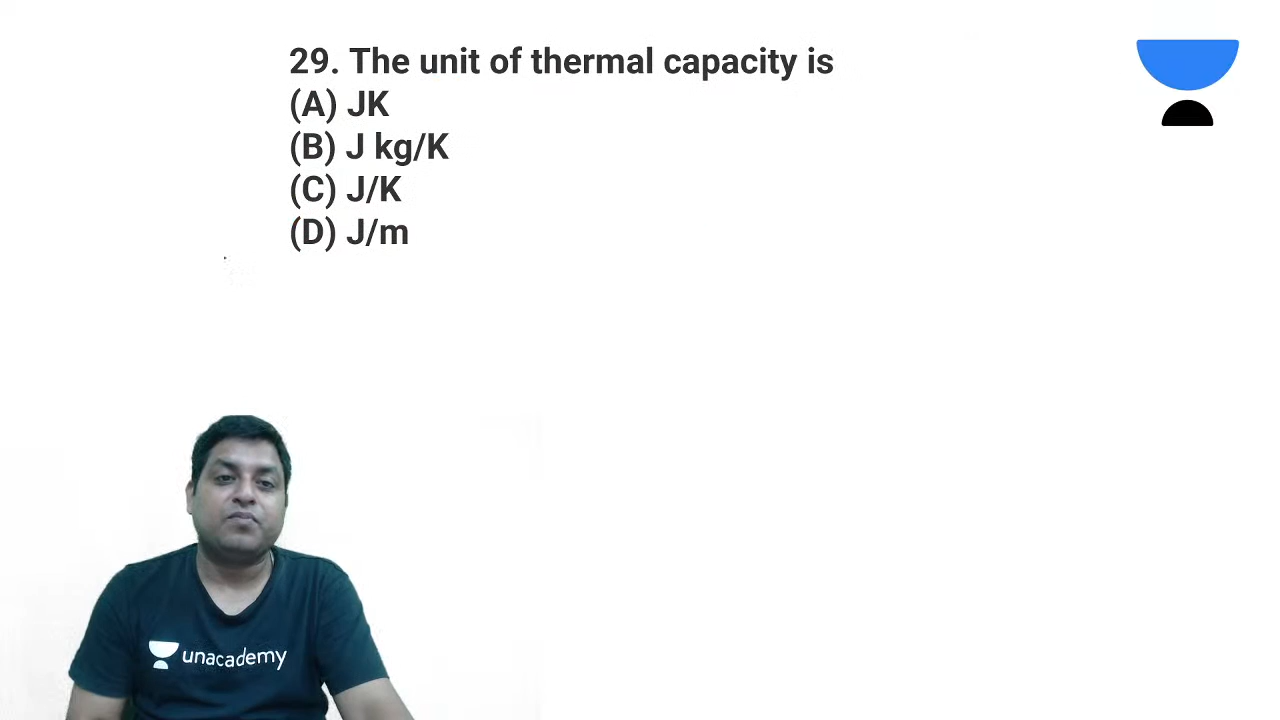 29. The unit of thermal capacity is
(A) JK
(B) J kg/K
(C) J/K
(D) J/m
unacademy